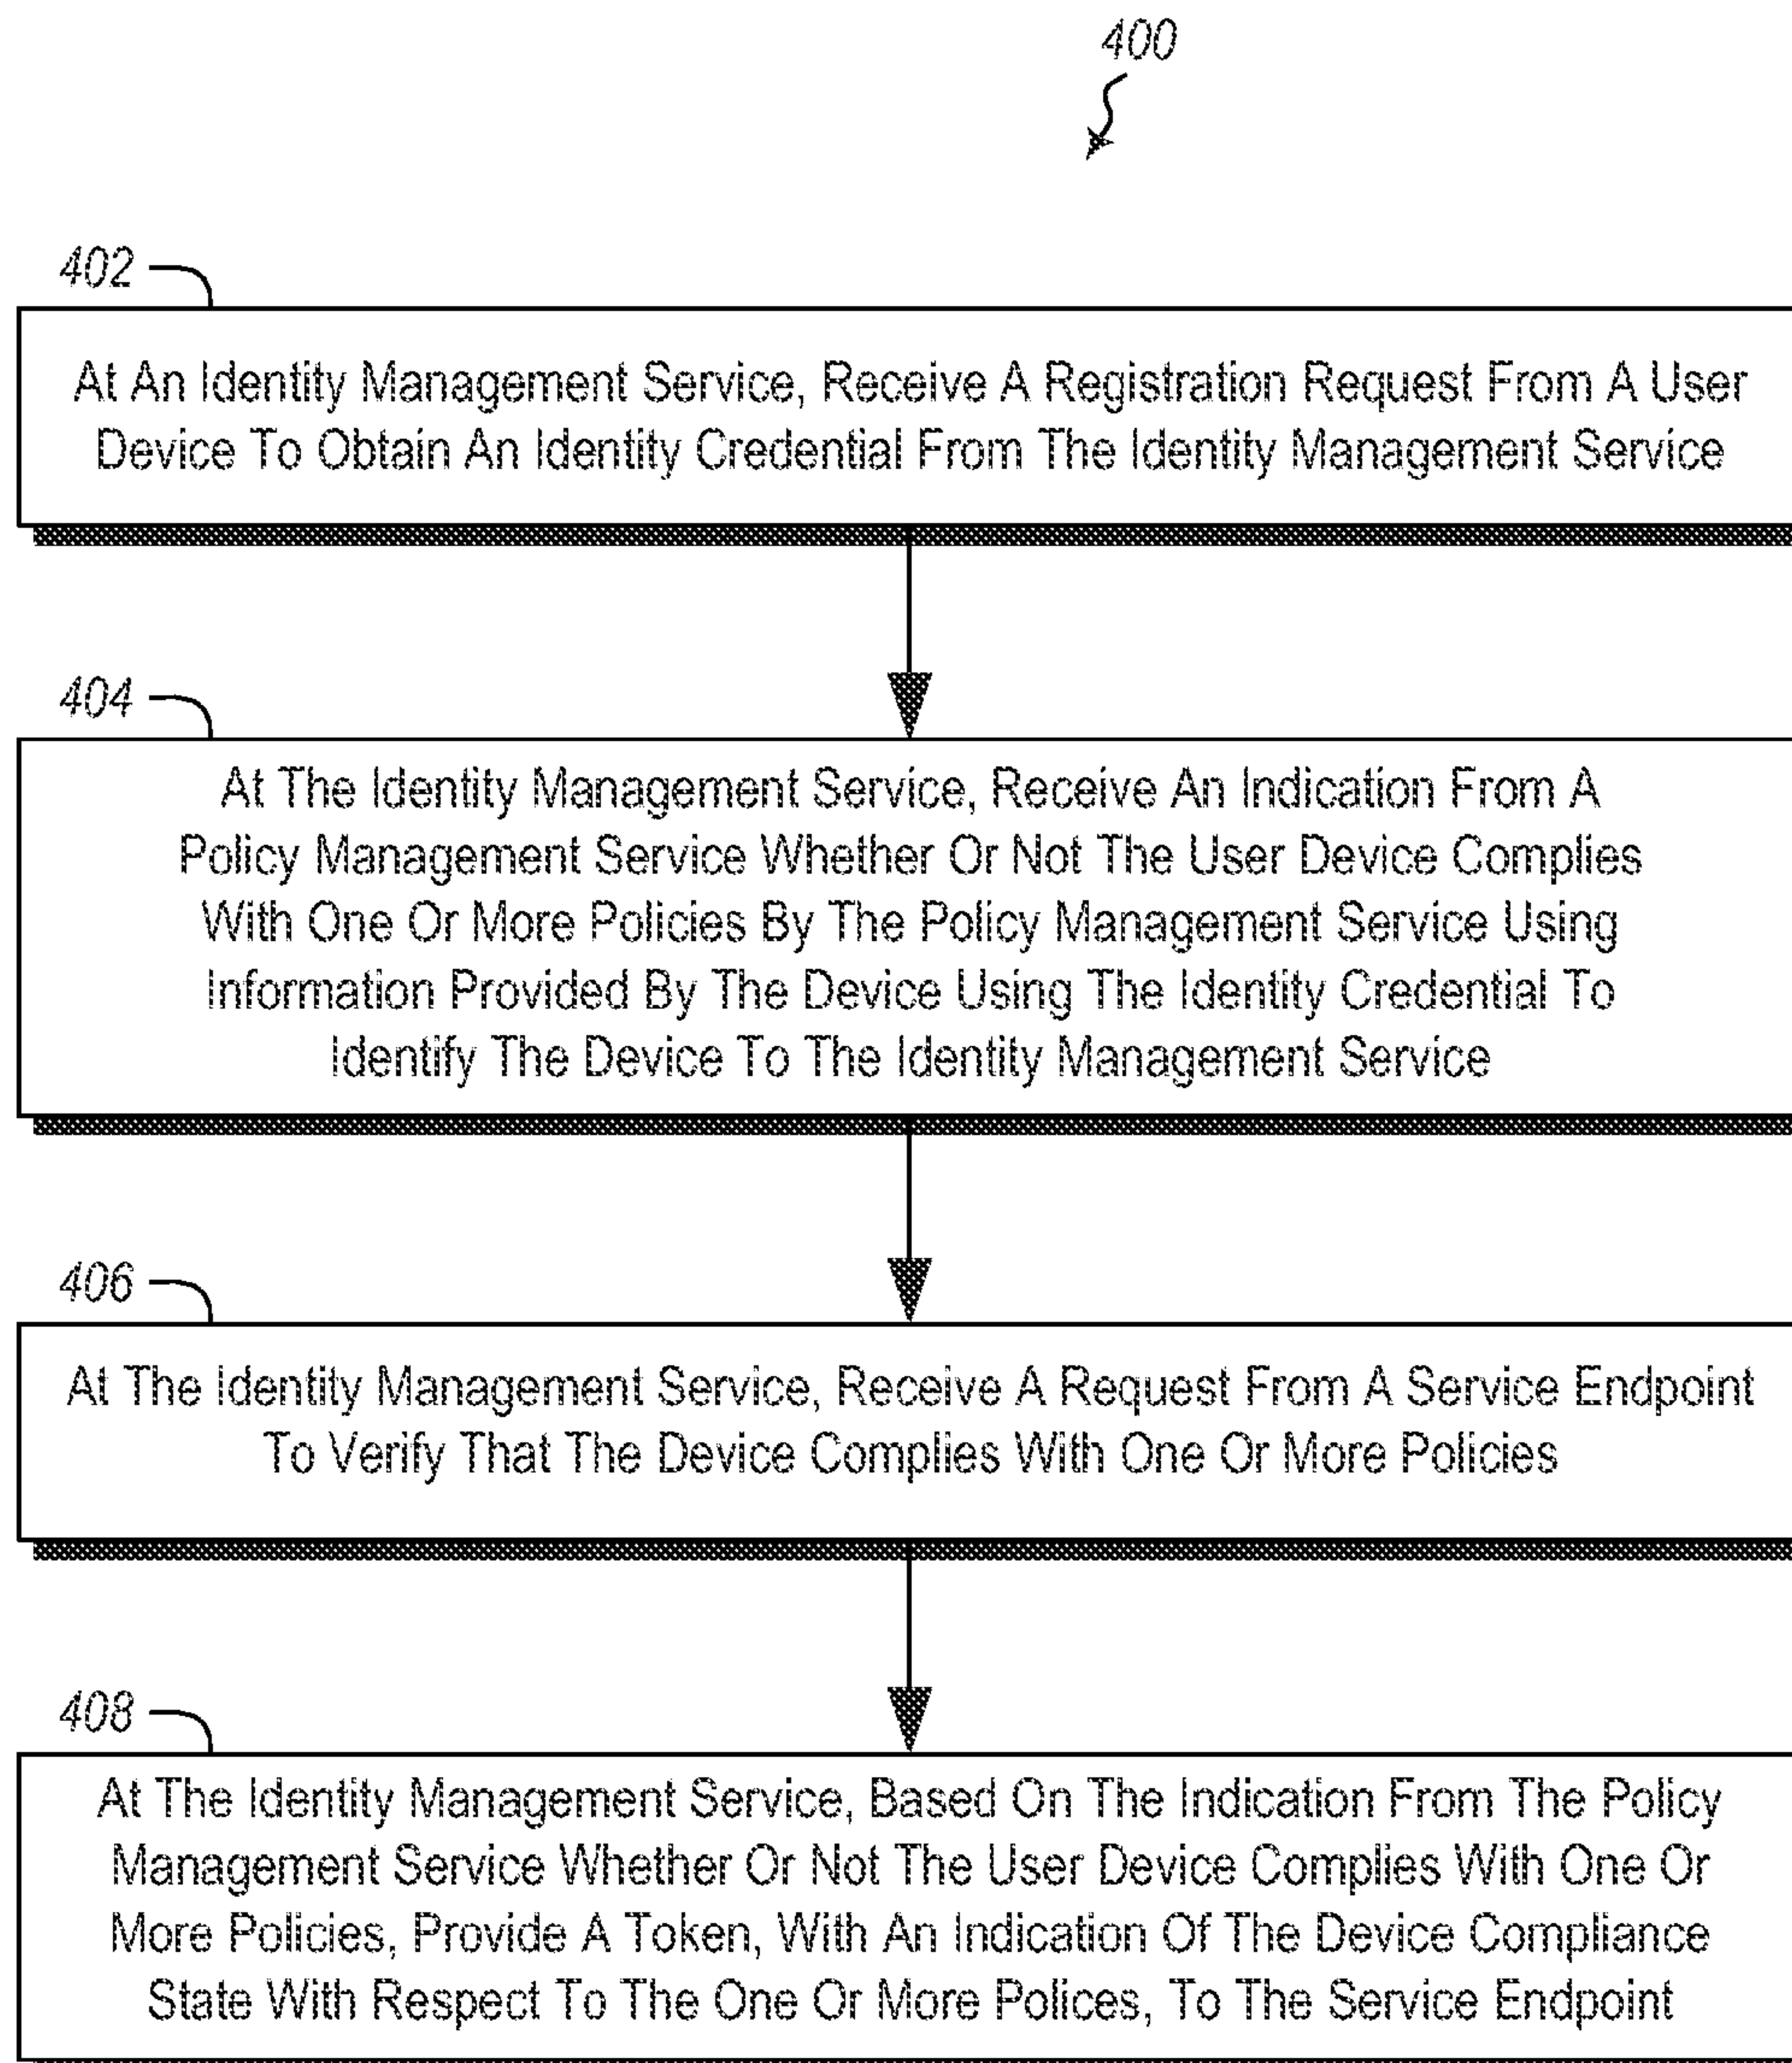 400
402
At An Identity Management Service, Receive A Registration Request From A User
Device To Obtain An Identity Credential From The Identity Management Service
404
At The Identity Management Service, Receive An Indication From A
Policy Management Service Whether Or Not The User Device Complies
With One Or More Policies By The Policy Management Service Using
Information Provided By The Device Using The Identity Credential To
Identify The Device To The Identity Management Service
406
At The Identity Management Service, Receive A Request From A Service Endpoint
To Verify That The Device Complies With One Or More Policies
408
At The Identity Management Service, Based On The Indication From The Policy
Management Service Whether Or Not The User Device Complies With One Or
More Policies, Provide A Token, With An Indication Of The Device Compliance
State With Respect To The One Or More Polices, To The Service Endpoint